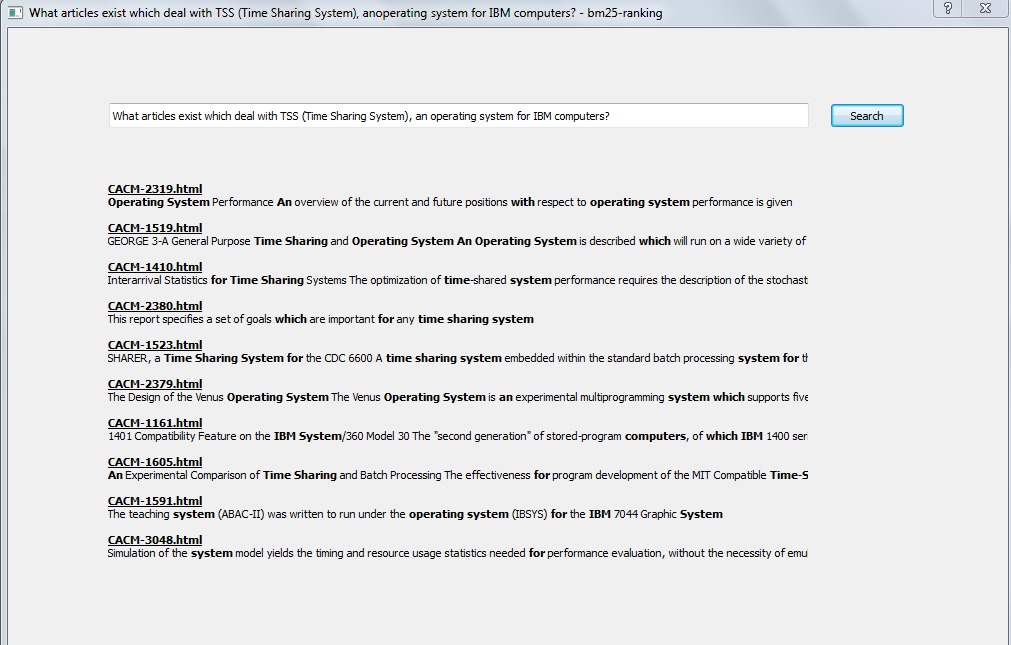 What articles exist which deal with TSS (Time Sharing System), anoperating system for IBM computers? - bm25-ranking
What articles exist which deal with TSS (Time Sharing System), an operating system for IBM computers?
Search
CACM-2319.html
Operating System Performance An overview of the current and future positions with respect to operating system performance is given
CACM-1519.html
GEORGE 3-A General Purpose Time Sharing and Operating System An Operating System is described which will run on a wide variety of
CACM-1410.html
Interarrival Statistics for Time Sharing Systems The optimization of time-shared system performance requires the description of the stochast
CACM-2380.html
This report specifies a set of goals which are important for any time sharing system
CACM-1523.html
SHARER, a Time Sharing System for the CDC 6600 A time sharing system embedded within the standard batch processing system for th
CACM-2379.html
The Design of the Venus Operating System The Venus Operating System is an experimental multiprogramming system which supports five
CACM-1161.html
1401 Compatibility Feature on the IBM System/360 Model 30 The "second generation" of stored-program computers, of which IBM 1400 seri
CACM-1605.html
An Experimental Comparison of Time Sharing and Batch Processing The effectiveness for program development of the MIT Compatible Time-S
CACM-1591.html
The teaching system (ABAC-II) was written to run under the operating system (IBSYS) for the IBM 7044 Graphic System
CACM-3048.html
Simulation of the system model yields the timing and resource usage statistics needed for performance evaluation, without the necessity of emu